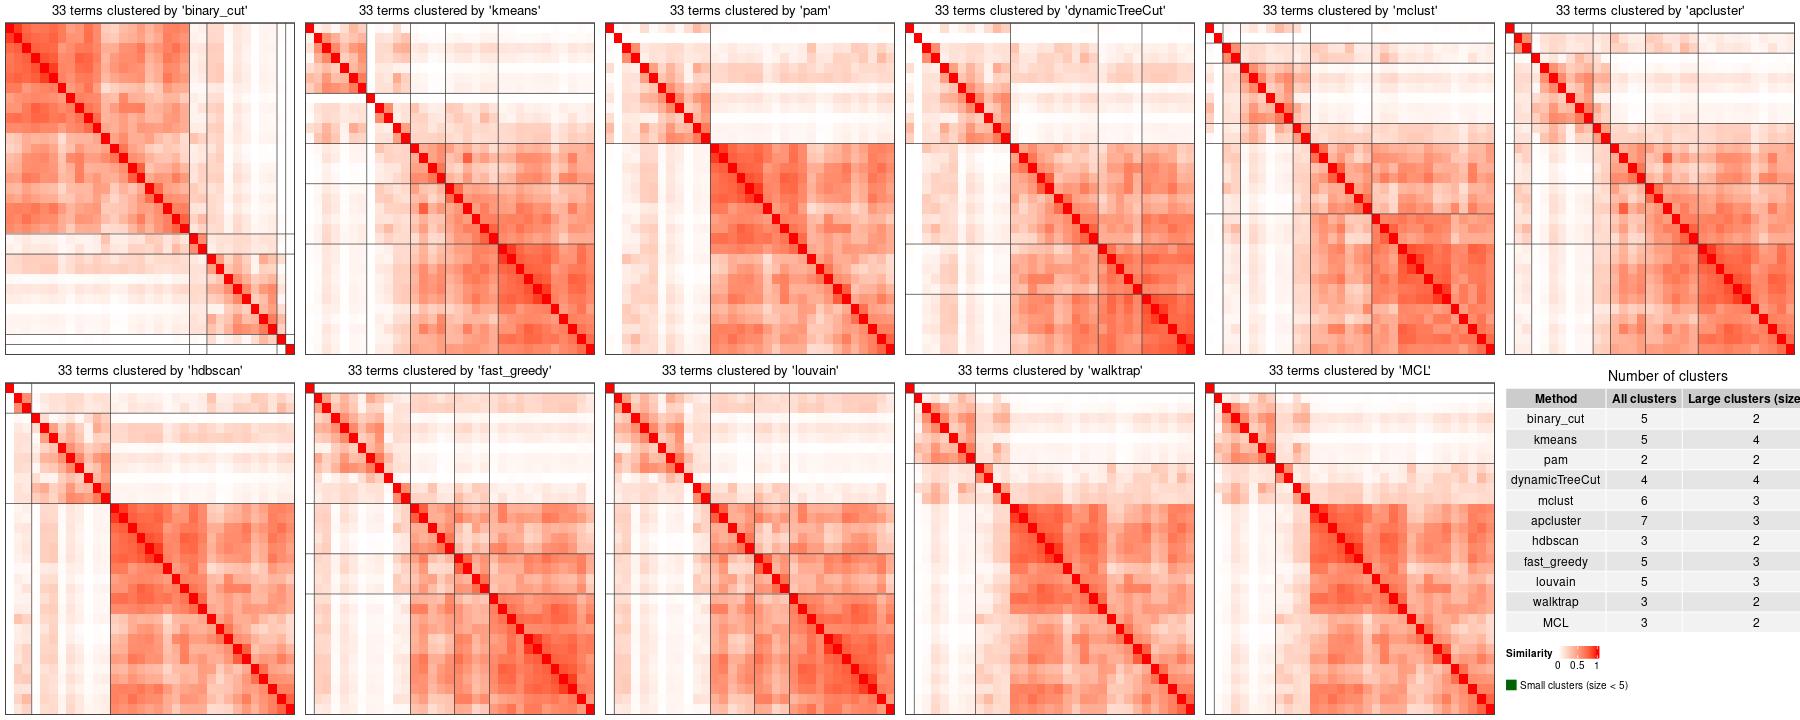 33 terms clustered by 'binary_cut'
33 terms clustered by 'kmeans'
33 terms clustered by 'pam'
33 terms clustered by 'dynamicTreeCut'
33 terms clustered by 'mclust'
33 terms clustered by 'apcluster'
33 terms clustered by 'hdbscan'
33 terms clustered by 'fast_greedy'
33 terms clustered by 'louvain'
33 terms clustered by 'walktrap'
33 terms clustered by 'MCL'
Number of clusters
Method All clusters Large clusters (size
binary_cut 5 2
kmeans 5 4
pam 2 2
dynamicTreeCut 4 4
mclust 6 3
apcluster 7 3
hdbscan 3 2
fast_greedy 5 3
louvain 5 3
walktrap 3 2
MCL 3 2
Similarity
0 0.5 1
Small clusters (size < 5)